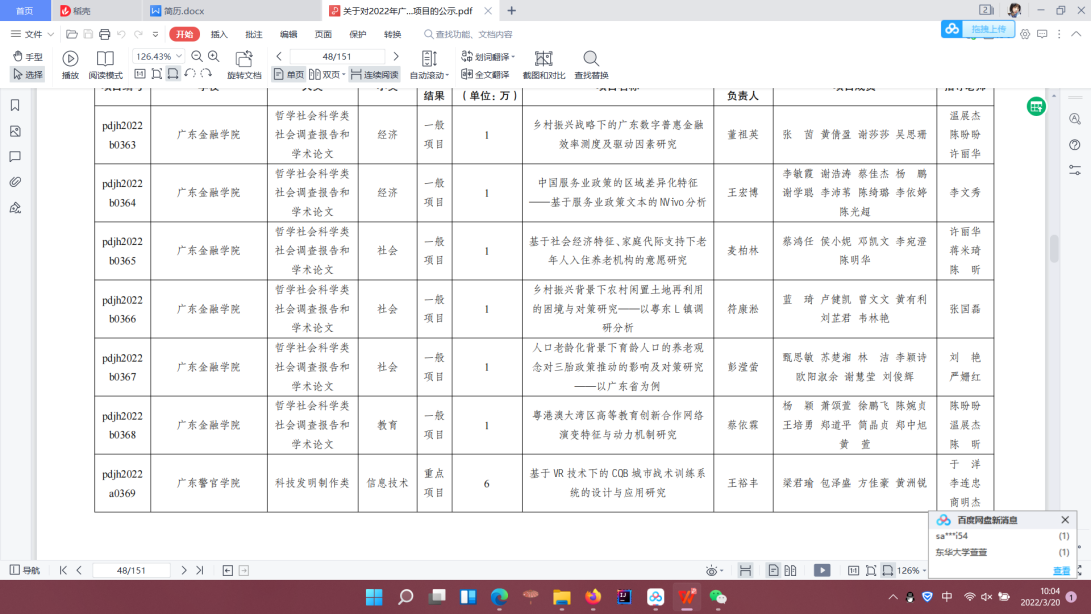 首页
稻壳
简历.docx
关于对2022年广...项目的公示.pdf
2
文件
开始
插入
批注
编辑
页面
保护
转换
查找功能、文档内容
拖拽上传
手型
选择
播放
阅读模式
126.43%
旋转文档
48/151
单页
双页
连续阅读
自动滚动
划词翻译
全文翻译
截图和对比
查找替换
结果
(单位:万)
负责人
pdjh2022
b0363
广东金融学院
哲学社会科学类
社会调查报告和
学术论文
经济
一般
项目
1
乡村振兴战略下的广东数字普惠金融
效率测度及驱动因素研究
董祖英
张 茵 黄倩盈 谢莎莎 吴思珊
温展杰
陈盼盼
许丽华
pdjh2022
b0364
广东金融学院
哲学社会科学类
社会调查报告和
学术论文
经济
一般
项目
1
中国服务业政策的区域差异化特征
——基于服务业政策文本的NVivo分析
王宏博
李敏霞 谢浩涛 蔡佳杰 杨 鹏
谢学聪 李沛茗 陈绮璐 李依婷
陈光超
李文秀
pdjh2022
b0365
广东金融学院
哲学社会科学类
社会调查报告和
学术论文
社会
一般
项目
1
基于社会经济特征、家庭代际支持下老
年人入住养老机构的意愿研究
麦柏林
蔡鸿任 侯小妮 邓凯文 李宛澄
陈明华
许丽华
蒋米琦
陈 昕
pdjh2022
b0366
广东金融学院
哲学社会科学类
社会调查报告和
学术论文
社会
一般
项目
1
乡村振兴背景下农村闲置土地再利用
的困境与对策研究——以粤东L镇调
研分析
符康淞
蓝 琦 卢健凯 曾文文 黄有利
刘芷君 韦林艳
张国磊
pdjh2022
b0367
广东金融学院
哲学社会科学类
社会调查报告和
学术论文
社会
一般
项目
1
人口老龄化背景下育龄人口的养老观
念对三胎政策推动的影响及对策研究
——以广东省为例
彭滢萤
甄思敏 苏楚湘 林 洁 李颖诗
欧阳淑余 谢慧莹 刘俊辉
刘 艳
严姗红
pdjh2022
b0368
广东金融学院
哲学社会科学类
社会调查报告和
学术论文
教育
一般
项目
1
粤港澳大湾区高等教育创新合作网络
演变特征与动力机制研究
蔡依霖
杨 颖 萧颂萱 徐鹏飞 陈婉贞
王培勇 郑道平 简晶贞 郑中旭
黄 萱
陈盼盼
温展杰
陈 昕
pdjh2022
a0369
广东警官学院
科技发明制作类
信息技术
重点
项目
6
基于VR技术下的CQB城市战术训练系
统的设计与应用研究
王裕丰
梁君瑜 包泽盛 方佳豪 黄洲锐
于 洋
李连忠
商明杰
百度网盘新消息
sa***i54
(1)
东华大学萱萱
(1)
查看
导航
48/151
126%
中
10:04
2022/3/20
1